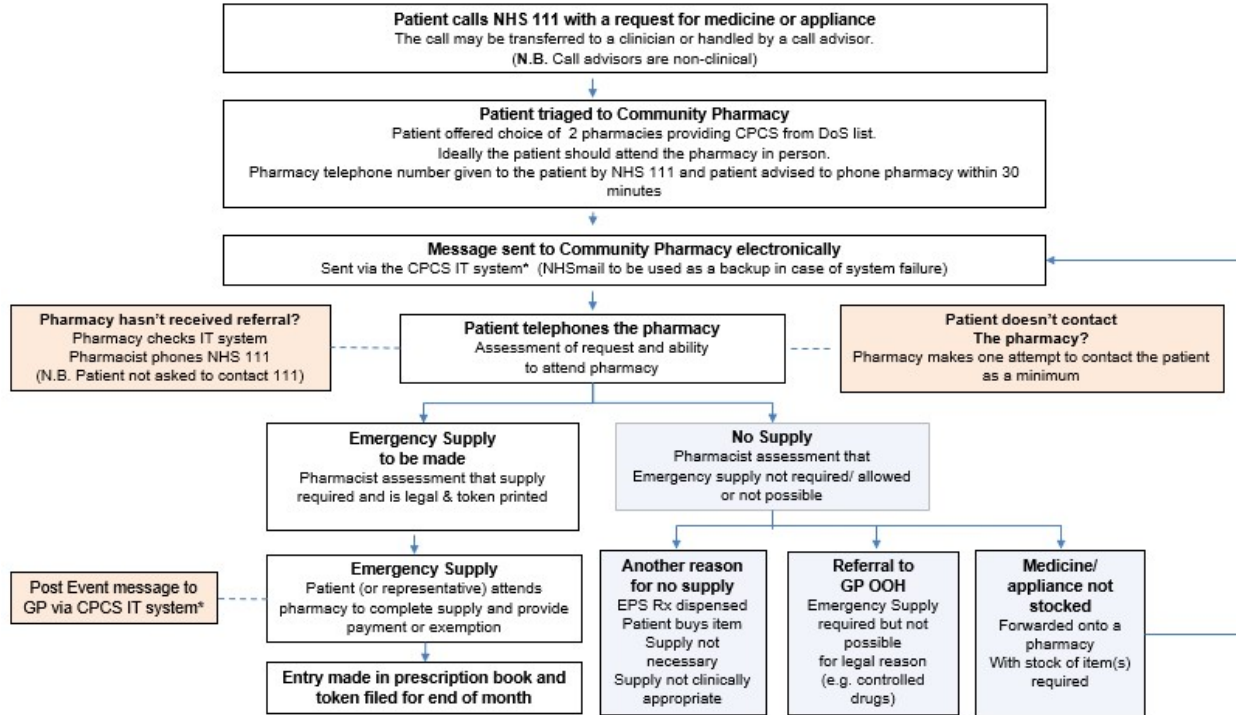 Patient calls NHS 111 with a request for medicine or appliance
The call may be transferred to a clinician or handled by a call advisor.
(N.B. Call advisors are non-clinical)
Patient triaged to Community Pharmacy
Patient offered choice of 2 pharmacies providing CPCS from DoS list.
Ideally the patient should attend the pharmacy in person.
Pharmacy telephone number given to the patient by NHS 111 and patient advised to phone pharmacy within 30
minutes
Message sent to Community Pharmacy electronically
Sent via the CPCS IT system* (NHSmail to be used as a backup in case of system failure)
Pharmacy hasn't received referral?
Pharmacy checks IT system
Pharmacist phones NHS 111
(N.B. Patient not asked to contact 111)
Patient telephones the pharmacy
Assessment of request and ability
to attend pharmacy
Patient doesn't contact
The pharmacy?
Pharmacy makes one attempt to contact the patient
as a minimum
Emergency Supply
to be made
Pharmacist assessment that supply
required and is legal & token printed
No Supply
Pharmacist assessment that
Emergency supply not required/ allowed
or not possible
Post Event message to
GP via CPCS IT system*
Emergency Supply
Patient (or representative) attends
pharmacy to complete supply and provide
payment or exemption
Another reason
for no supply
EPS Rx dispensed
Patient buys item
Supply not
necessary
Supply not clinically
appropriate
Referral to
GP OOH
Emergency Supply
required but not
possible
for legal reason
(e.g. controlled
drugs)
Medicine/
appliance not
stocked
Forwarded onto a
pharmacy
With stock of item(s)
required
Entry made in prescription book and
token filed for end of month